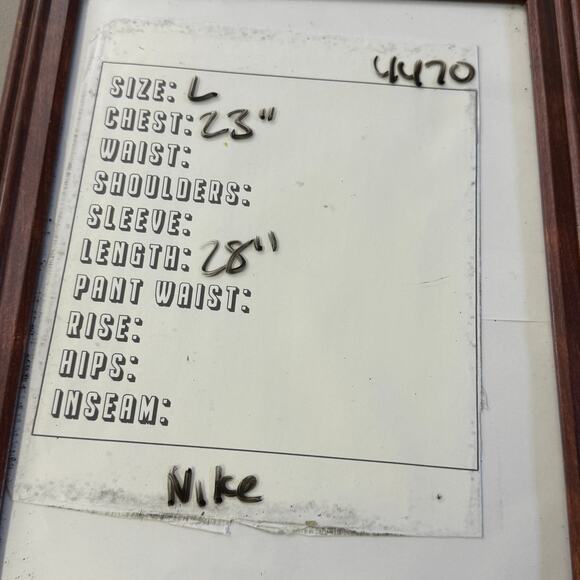 4470
SIZE: L
CHEST: 23"
WAIST:
SHOULDERS:
SLEEVE:
LENGTH: 28"
PANT WAIST:
RISE:
HIPS:
INSEAM:
Nike